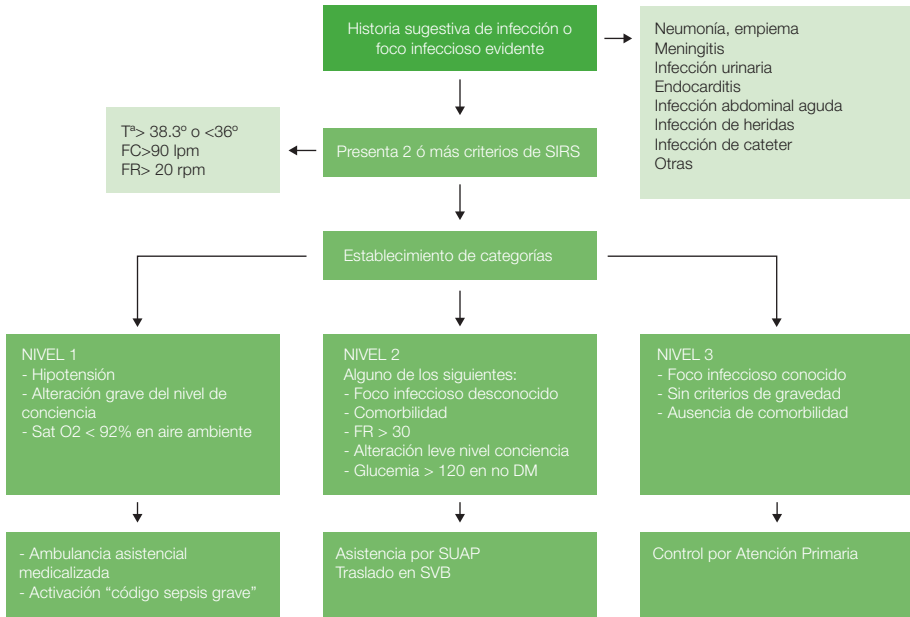 Historia sugestiva de infección o
foco infeccioso evidente
Neumonía, empiema
Meningitis
Infección urinaria
Endocarditis
Infección abdominal aguda
Infección de heridas
Infección de cateter
Otras
Tª> 38.3º o <36º
FC>90 lpm
FR> 20 rpm
Presenta 2 ó más criterios de SIRS
Establecimiento de categorías
NIVEL 1
- Hipotensión
- Alteración grave del nivel de
conciencia
- Sat O2 < 92% en aire ambiente
NIVEL 2
Alguno de los siguientes:
- Foco infeccioso desconocido
- Comorbilidad
- FR > 30
- Alteración leve nivel conciencia
- Glucemia > 120 en no DM
NIVEL 3
- Foco infeccioso conocido
- Sin criterios de gravedad
- Ausencia de comorbilidad
- Ambulancia asistencial
medicalizada
- Activación “código sepsis grave”
Asistencia por SUAP
Traslado en SVB
Control por Atención Primaria